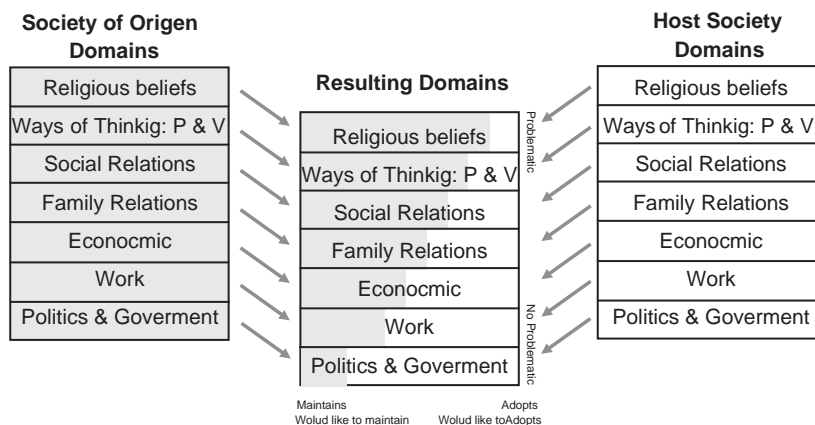 Society of Origen
Domains
Religious beliefs
Ways of Thinkig: P & V
Social Relations
Family Relations
Econocmic
Work
Politics & Goverment
Resulting Domains
Religious beliefs
Ways of Thinkig: P & V
Social Relations
Family Relations
Econocmic
Work
Politics & Goverment
Problematic
No Problematic
Maintains
Wolud like to maintain
Adopts
Wolud like toAdopts
Host Society
Domains
Religious beliefs
Ways of Thinkig: P & V
Social Relations
Family Relations
Econocmic
Work
Politics & Goverment